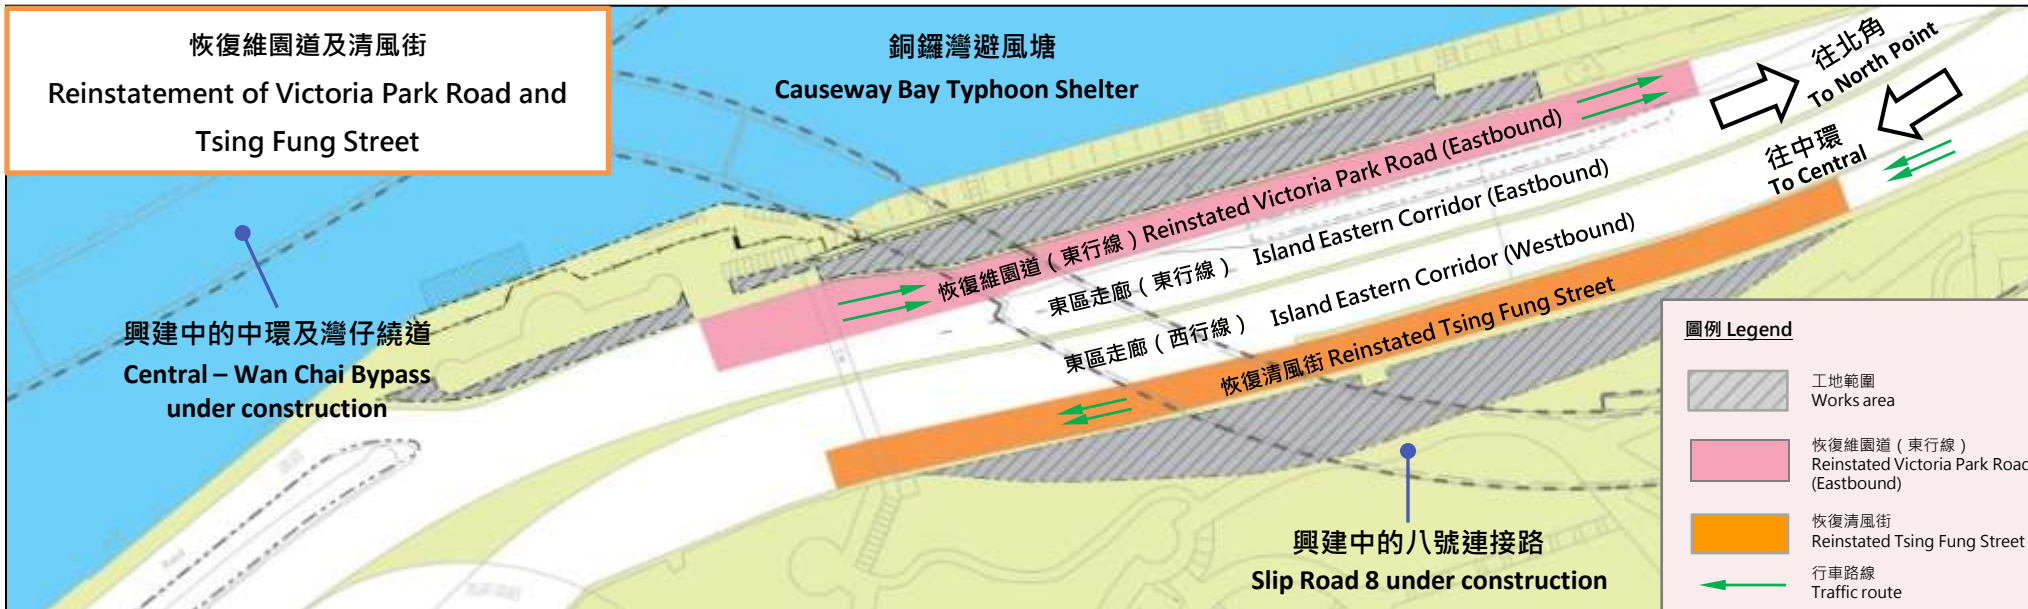 恢復維園道及清風街
Reinstatement of Victoria Park Road and
Tsing Fung Street
銅鑼灣避風塘
Causeway Bay Typhoon Shelter
往北角
To North Point
往中環
To Central
恢復維園道（東行線）Reinstated Victoria Park Road (Eastbound)
東區走廊（東行線） Island Eastern Corridor (Eastbound)
東區走廊（西行線） Island Eastern Corridor (Westbound)
恢復清風街 Reinstated Tsing Fung Street
興建中的中環及灣仔繞道
Central – Wan Chai Bypass
under construction
興建中的八號連接路
Slip Road 8 under construction
圖例 Legend
工地範圍
Works area
恢復維園道（東行線）
Reinstated Victoria Park Road
(Eastbound)
恢復清風街
Reinstated Tsing Fung Street
行車路線
Traffic route